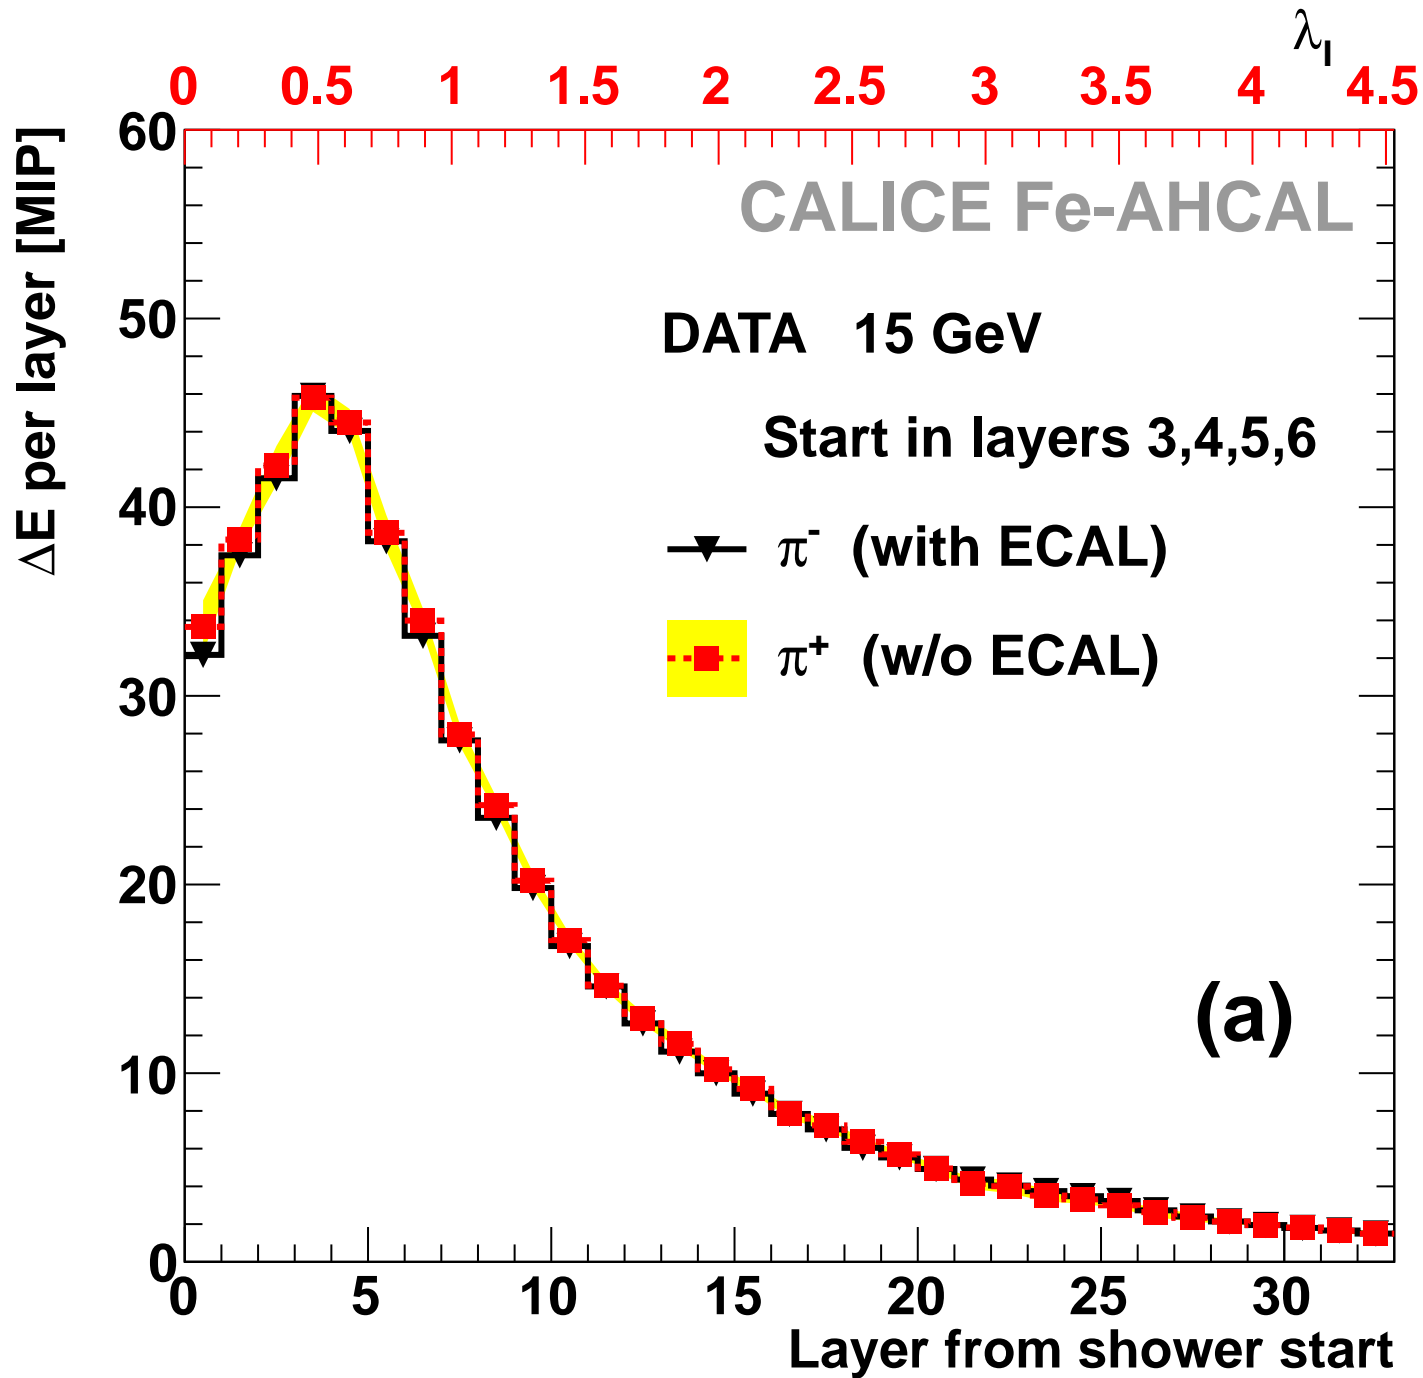 λI
0 0.5 1 1.5 2 2.5 3 3.5 4 4.5
ΔE per layer [MIP]
60
50
40
30
20
10
0
CALICE Fe-AHCAL
DATA 15 GeV
Start in layers 3,4,5,6
π- (with ECAL)
π+ (w/o ECAL)
(a)
0 5 10 15 20 25 30
Layer from shower start